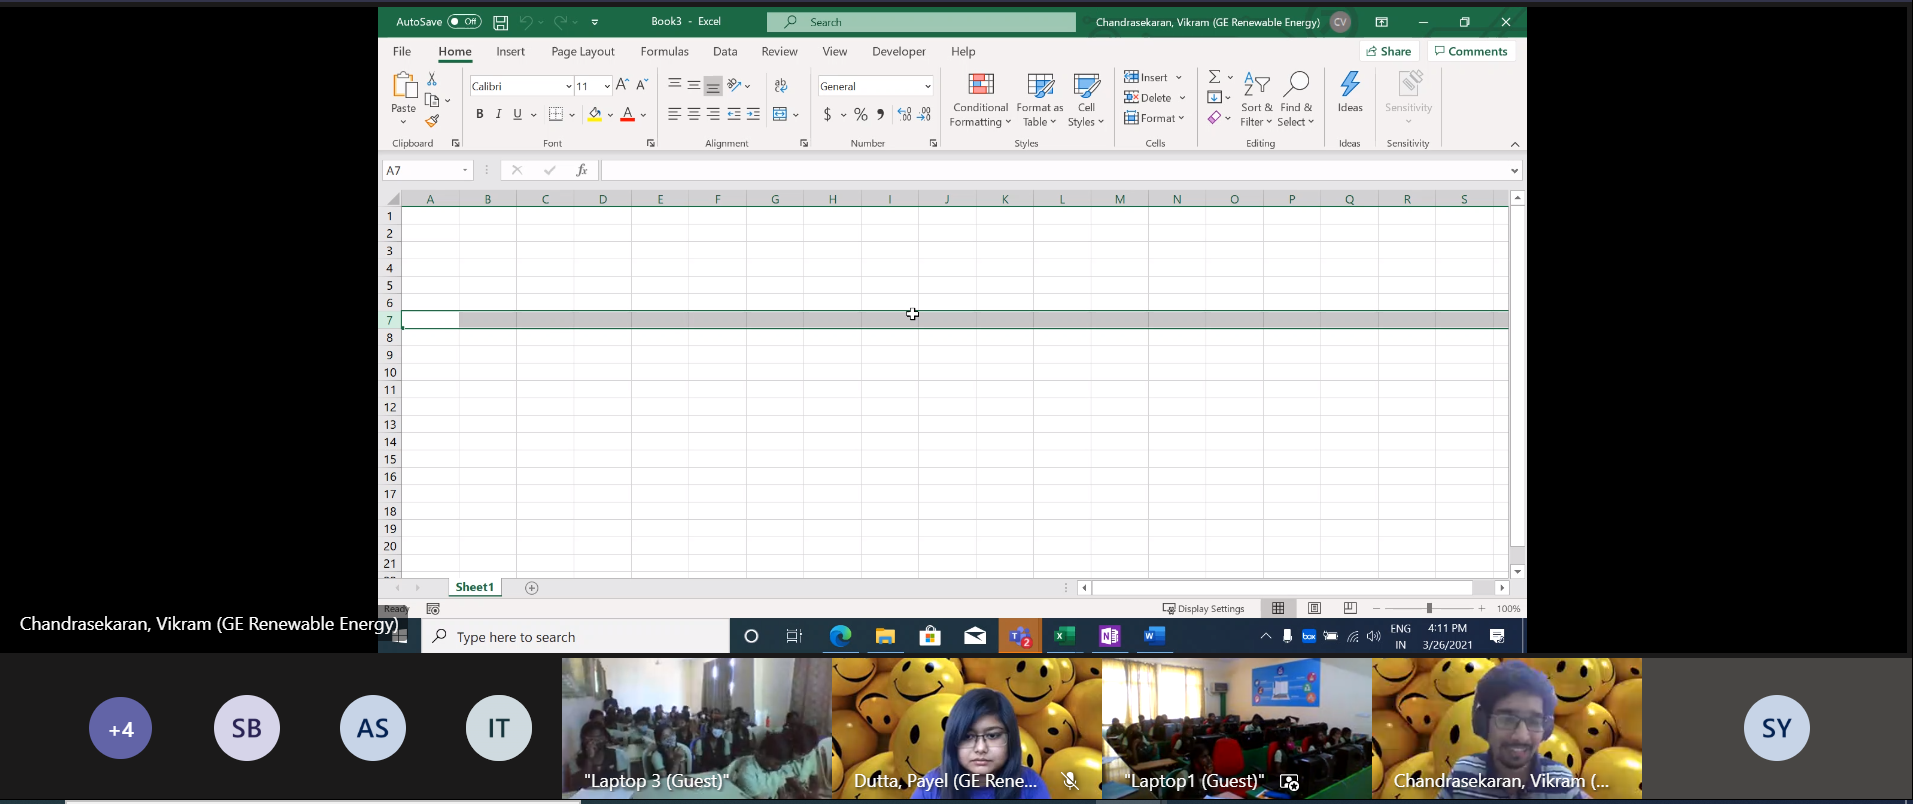 AutoSave Off Book3 - Excel Search Chandrasekaran, Vikram (GE Renewable Energy) CV
File Home Insert Page Layout Formulas Data Review View Developer Help Share Comments
Paste
Calibri 11
B I U A
ab
General
$ % 9
Conditional Formatting
Format as Table
Cell Styles
Insert
Delete
Format
Sort & Filter
Find & Select
Ideas
Sensitivity
Clipboard Font Alignment Number Styles Cells Editing Ideas Sensitivity
A7 fx
A B C D E F G H I J K L M N O P Q R S
1
2
3
4
5
6
7
8
9
10
11
12
13
14
15
16
17
18
19
20
21
Sheet1
Ready Display Settings 100%
Chandrasekaran, Vikram (GE Renewable Energy)
Type here to search
T 2
X
N
W
box
ENG
IN
4:11 PM
3/26/2021
+4 SB AS IT SY
"Laptop 3 (Guest)" Dutta, Payel (GE Rene... "Laptop1 (Guest)" Chandrasekaran, Vikram (...